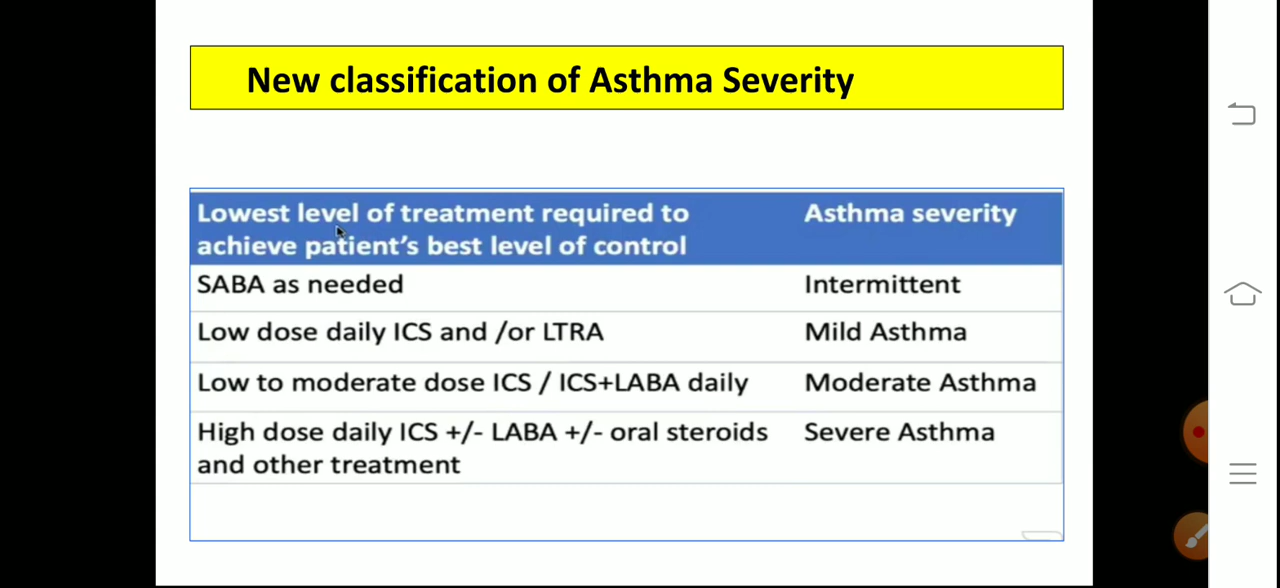 New classification of Asthma Severity
Lowest level of treatment required to achieve patient's best level of control
Asthma severity
SABA as needed
Intermittent
Low dose daily ICS and /or LTRA
Mild Asthma
Low to moderate dose ICS / ICS+LABA daily
Moderate Asthma
High dose daily ICS +/- LABA +/- oral steroids
and other treatment
Severe Asthma